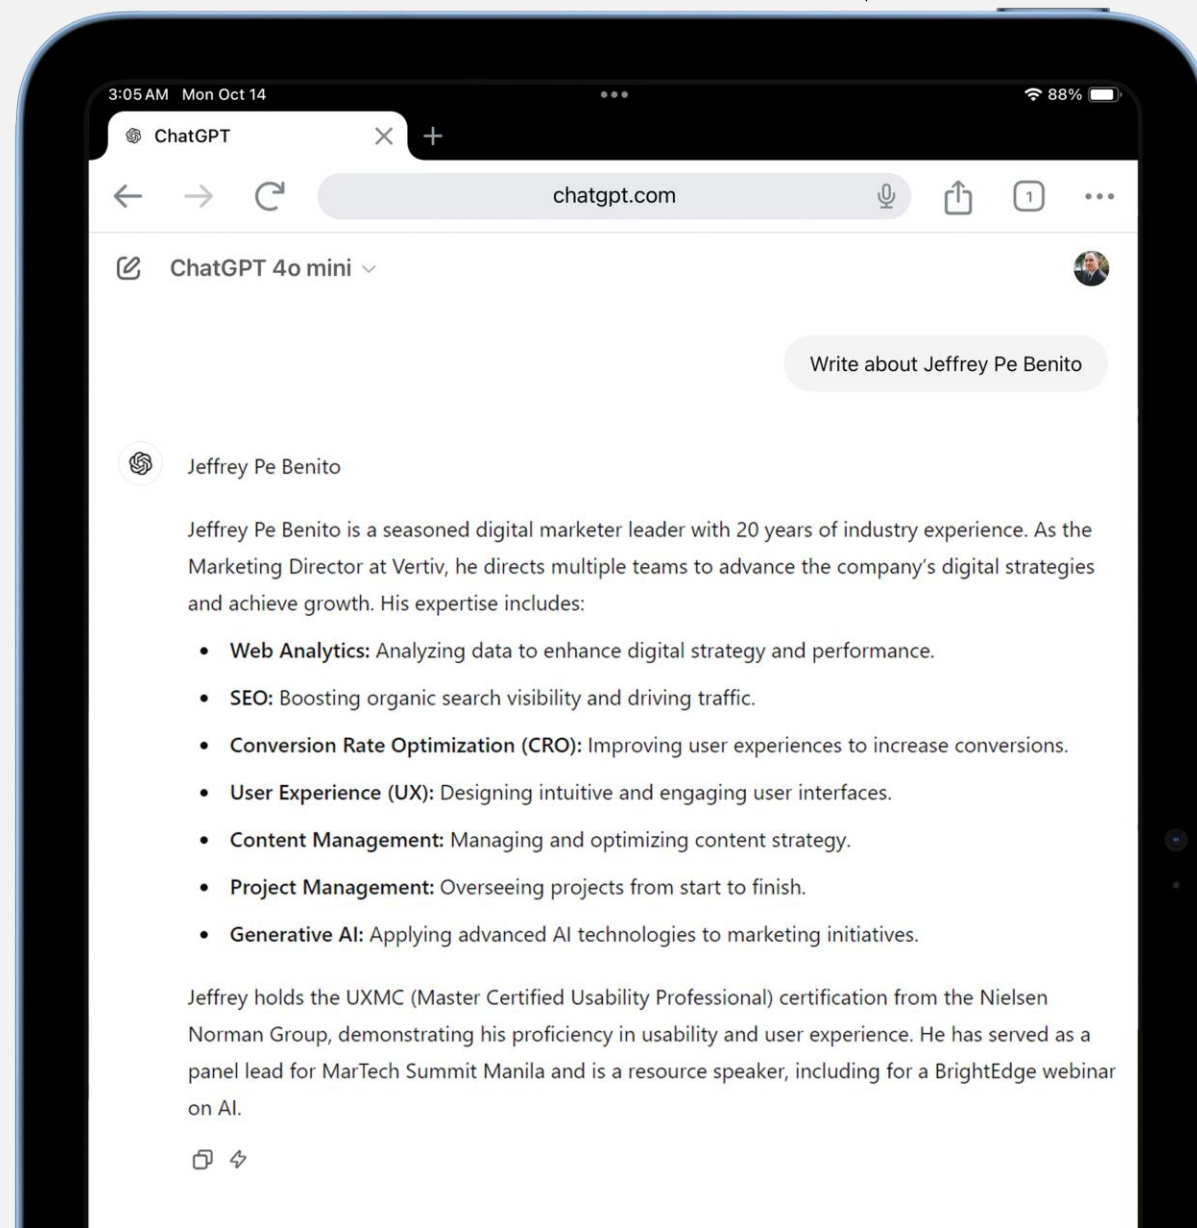 3:05 AM Mon Oct 14
88%
ChatGPT
chatgpt.com
1
ChatGPT 4o mini
Write about Jeffrey Pe Benito
Jeffrey Pe Benito
Jeffrey Pe Benito is a seasoned digital marketer leader with 20 years of industry experience. As the
Marketing Director at Vertiv, he directs multiple teams to advance the company’s digital strategies
and achieve growth. His expertise includes:
• Web Analytics: Analyzing data to enhance digital strategy and performance.
• SEO: Boosting organic search visibility and driving traffic.
• Conversion Rate Optimization (CRO): Improving user experiences to increase conversions.
• User Experience (UX): Designing intuitive and engaging user interfaces.
• Content Management: Managing and optimizing content strategy.
• Project Management: Overseeing projects from start to finish.
• Generative AI: Applying advanced AI technologies to marketing initiatives.
Jeffrey holds the UXMC (Master Certified Usability Professional) certification from the Nielsen
Norman Group, demonstrating his proficiency in usability and user experience. He has served as a
panel lead for MarTech Summit Manila and is a resource speaker, including for a BrightEdge webinar
on AI.